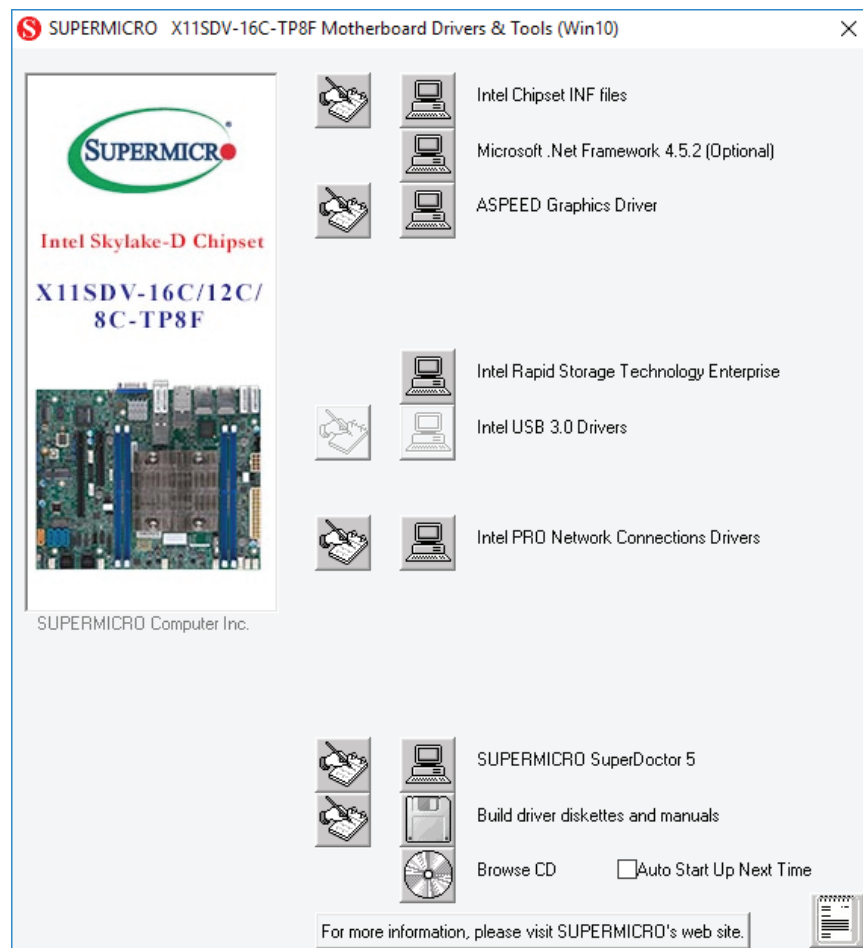 SUPERMICRO X11SDV-16C-TP8F Motherboard Drivers & Tools (Win10)
SUPERMICR
Intel Skylake-D Chipset
X11SDV-16C/12C/
8C-TP8F
SUPERMICRO Computer Inc.
Intel Chipset INF files
Microsoft .Net Framework 4.5.2 (Optional)
ASPEED Graphics Driver
Intel Rapid Storage Technology Enterprise
Intel USB 3.0 Drivers
Intel PRO Network Connections Drivers
SUPERMICRO SuperDoctor 5
Build driver diskettes and manuals
Browse CD
Auto Start Up Next Time
For more information, please visit SUPERMICRO's web site.